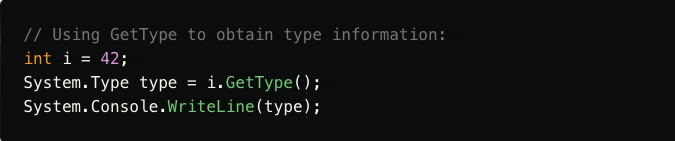 // Using GetType to obtain type information:
int i = 42;
System.Type type = i.GetType();
System.Console.WriteLine(type);